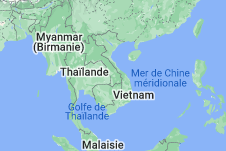 Myanmar
(Birmanie)
Thaïlande
Mer de Chine
méridionale
Vietnam
Golfe de
Thaïlande
Malaisie